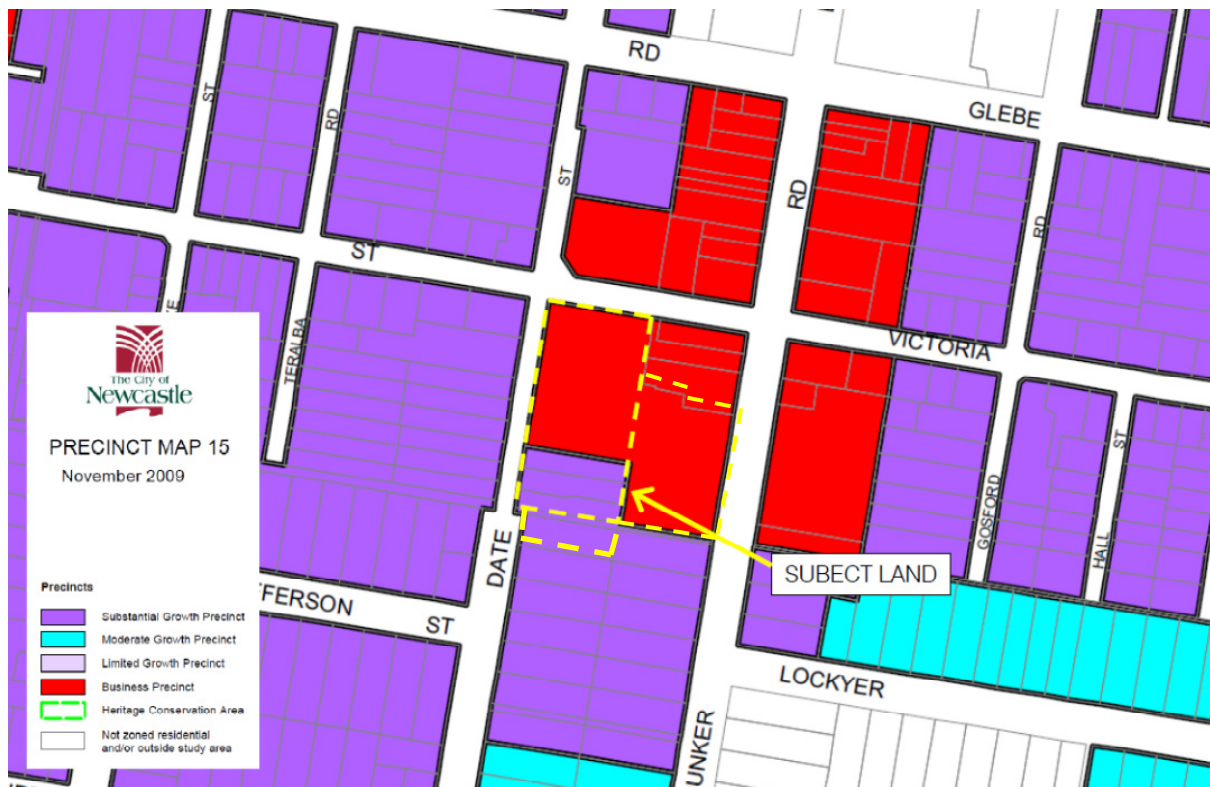 RD
GLEBE
ST
RD
ST
RD
RD
ST
VICTORIA
TERALBA
The City of
Newcastle
PRECINCT MAP 15
November 2009
GOSFORD
ST
HALL
DATE
SUBECT LAND
Precincts
Substantial Growth Precinct
Moderate Growth Precinct
Limited Growth Precinct
Business Precinct
Heritage Conservation Area
Not zoned residential
and/or outside study area
FFERSON
ST
LOCKYER
UNKER